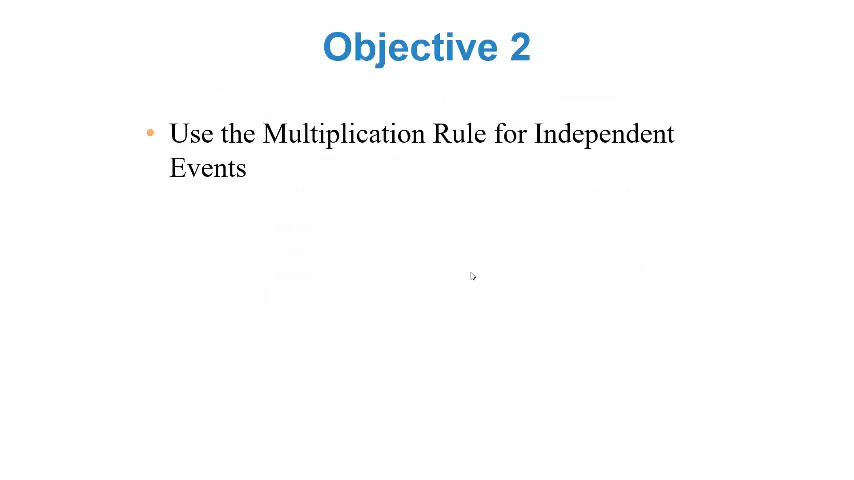 Objective 2
• Use the Multiplication Rule for Independent
Events